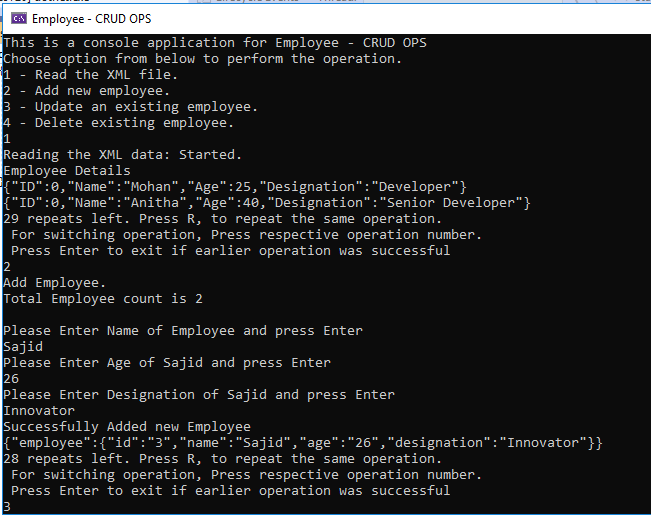 Employee - CRUD OPS
This is a console application for Employee - CRUD OPS
Choose option from below to perform the operation.
1 - Read the XML file.
2 - Add new employee.
3 - Update an existing employee.
4 - Delete existing employee.
1
Reading the XML data: Started.
Employee Details
{"ID":0,"Name":"Mohan","Age":25,"Designation":"Developer"}
{"ID":0,"Name":"Anitha","Age":40,"Designation":"Senior Developer"}
29 repeats left. Press R, to repeat the same operation.
 For switching operation, Press respective operation number.
 Press Enter to exit if earlier operation was successful
2
Add Employee.
Total Employee count is 2

Please Enter Name of Employee and press Enter
Sajid
Please Enter Age of Sajid and press Enter
26
Please Enter Designation of Sajid and press Enter
Innovator
Successfully Added new Employee
{"employee":{"id":"3","name":"Sajid","age":"26","designation":"Innovator"}}
28 repeats left. Press R, to repeat the same operation.
 For switching operation, Press respective operation number.
 Press Enter to exit if earlier operation was successful
3